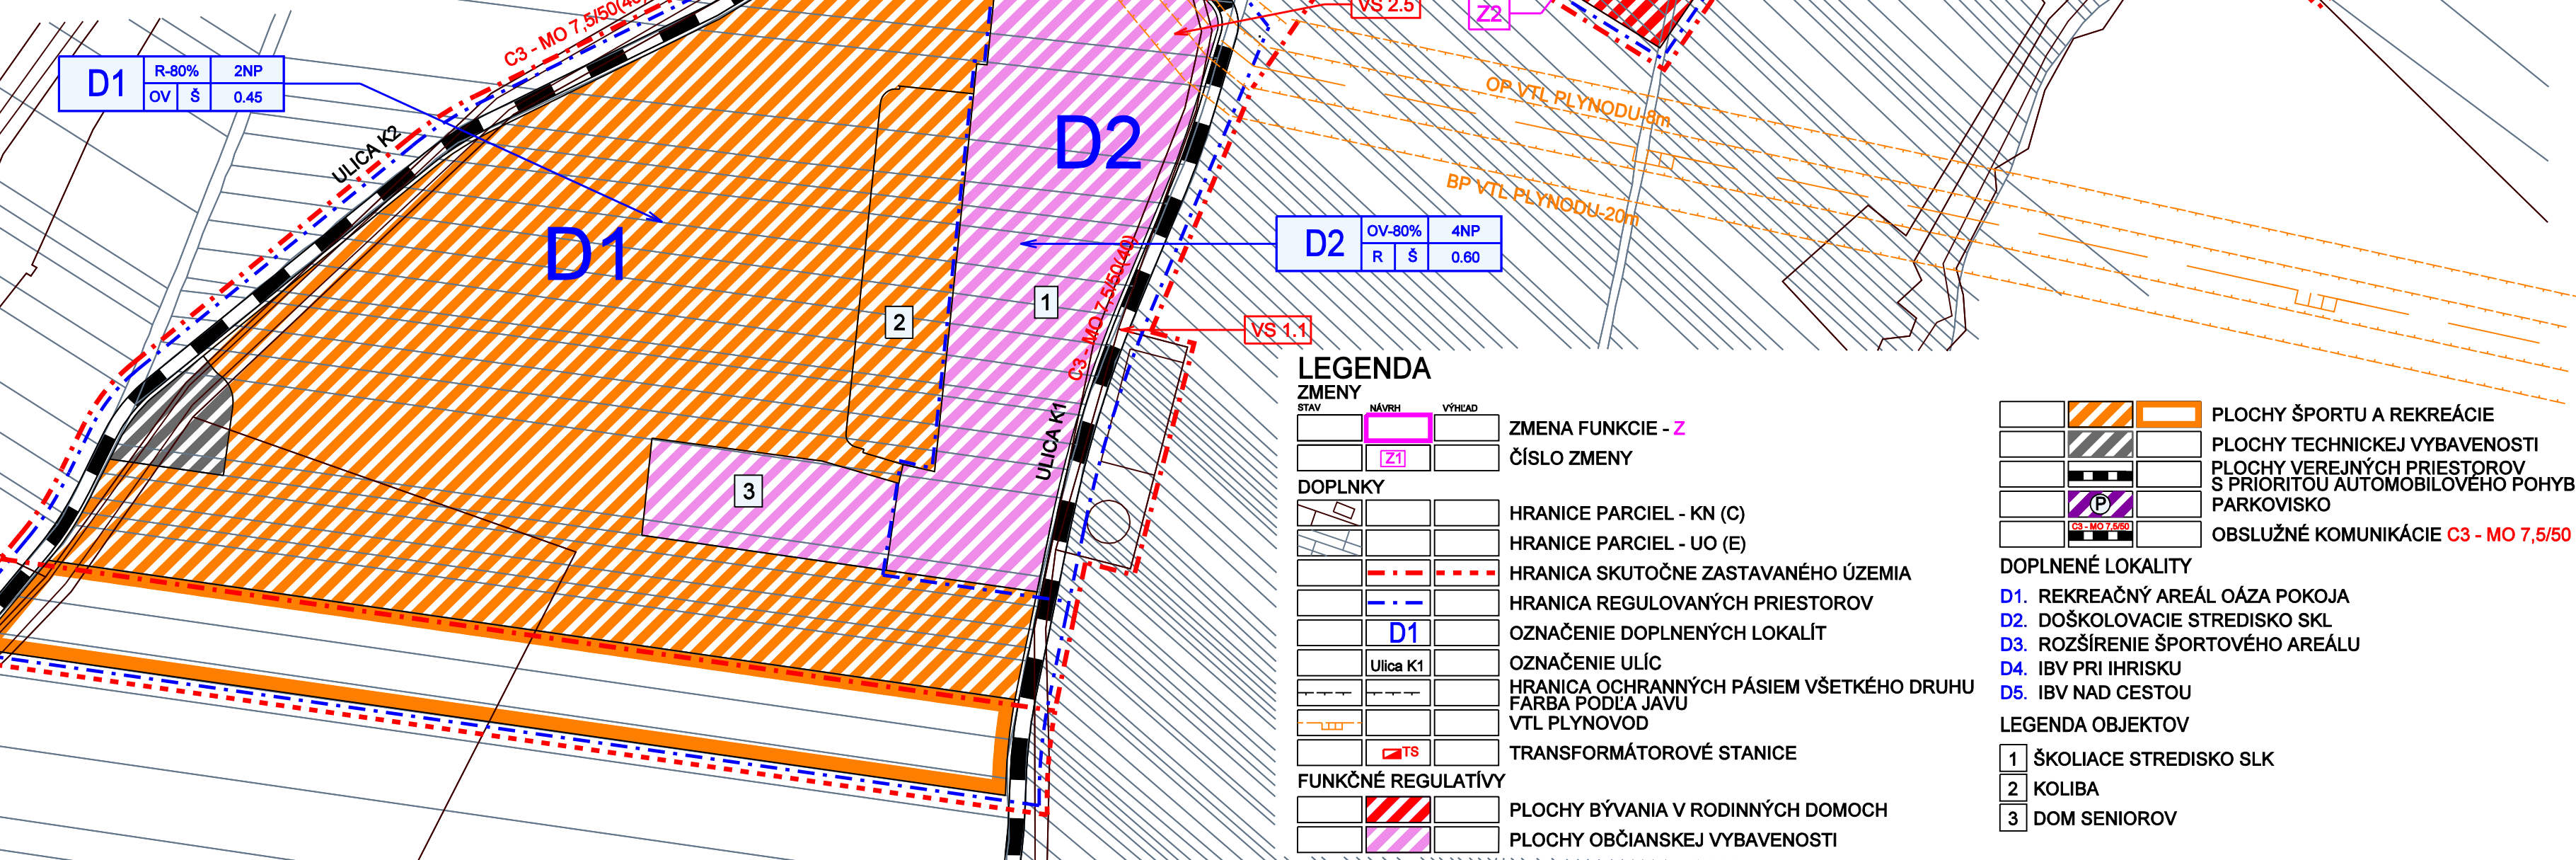 C3 - MO 7,5/50(40)
VS 2.5
Z2
D1
R-80%
2NP
OV
Š
0.45
ULICA K2
D2
OP VTL PLYNODU-8m
BP VTL PLYNODU-20m
D1
D2
OV-80%
4NP
R
Š
0.60
1
2
3
C3 - MO 7,5/50(40)
VS 1.1
ULICA K1
LEGENDA
ZMENY
STAV NÁVRH VÝHĽAD
ZMENA FUNKCIE - Z
Z1 ČÍSLO ZMENY
DOPLNKY
HRANICE PARCIEL - KN (C)
HRANICE PARCIEL - UO (E)
HRANICA SKUTOČNE ZASTAVANÉHO ÚZEMIA
HRANICA REGULOVANÝCH PRIESTOROV
D1 OZNAČENIE DOPLNENÝCH LOKALÍT
Ulica K1 OZNAČENIE ULÍC
HRANICA OCHRANNÝCH PÁSIEM VŠETKÉHO DRUHU
FARBA PODĽA JAVU
VTL PLYNOVOD
TS TRANSFORMÁTOROVÉ STANICE
FUNKČNÉ REGULATÍVY
PLOCHY BÝVANIA V RODINNÝCH DOMOCH
PLOCHY OBČIANSKEJ VYBAVENOSTI
PLOCHY ŠPORTU A REKREÁCIE
PLOCHY TECHNICKEJ VYBAVENOSTI
PLOCHY VEREJNÝCH PRIESTOROV
S PRIORITOU AUTOMOBILOVÉHO POHYB
P PARKOVISKO
C3 - MO 7,5/50 OBSLUŽNÉ KOMUNIKÁCIE C3 - MO 7,5/50
DOPLNENÉ LOKALITY
D1. REKREAČNÝ AREÁL OÁZA POKOJA
D2. DOŠKOLOVACIE STREDISKO SKL
D3. ROZŠÍRENIE ŠPORTOVÉHO AREÁLU
D4. IBV PRI IHRISKU
D5. IBV NAD CESTOU
LEGENDA OBJEKTOV
1 ŠKOLIACE STREDISKO SLK
2 KOLIBA
3 DOM SENIOROV